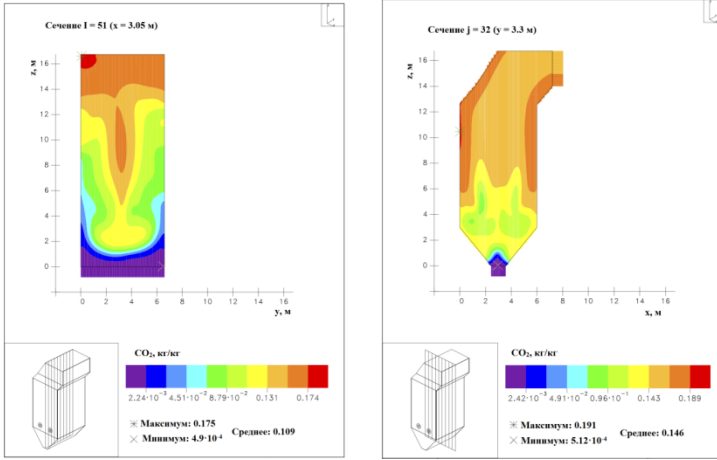 Сечение I = 51 (x = 3.05 м)
z, м
16
14
12
10
8
6
4
2
0
0 2 4 6 8 10 12 14 16
y, м
CO₂, кг/кг
2.24·10⁻³ 4.51·10⁻² 8.79·10⁻² 0.131 0.174
Максимум: 0.175
Минимум: 4.9·10⁻⁴
Среднее: 0.109
Сечение j = 32 (y = 3.3 м)
z, м
16
14
12
10
8
6
4
2
0
0 2 4 6 8 10 12 14 16
x, м
CO₂, кг/кг
2.42·10⁻³ 4.91·10⁻² 0.96·10⁻¹ 0.143 0.189
Максимум: 0.191
Минимум: 5.12·10⁻⁴
Среднее: 0.146